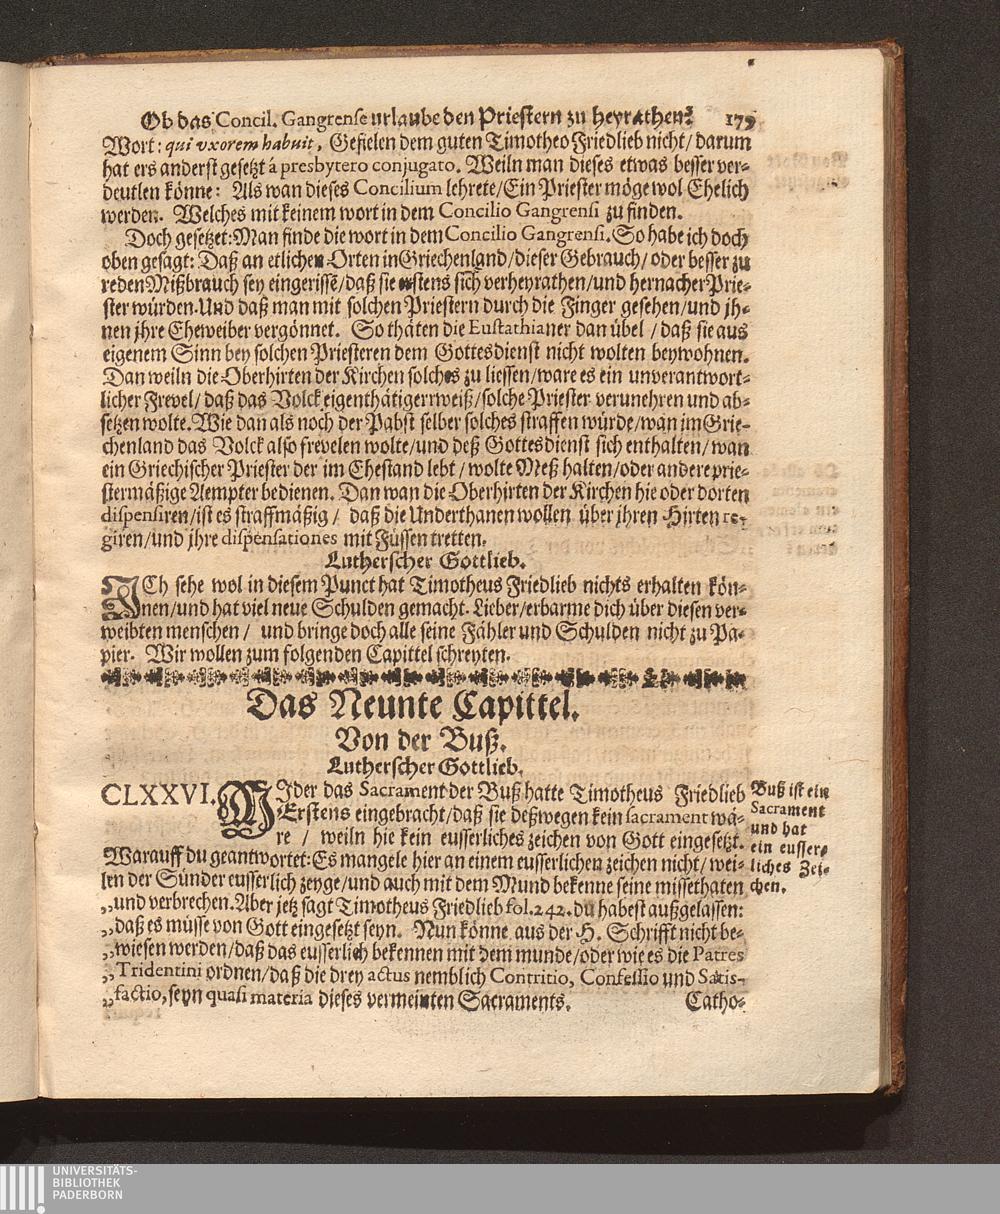 Ob das Concil. Gangrense urlaube den Priestern zu heyrathen? 179
Wort: qui vxorem habuit, Gefielen dem guten Timotheo Friedlieb nicht/ darum
hat ers anderst gesetzt á presbytero conjugato. Weiln man dieses etwas besser ver-
deutlen könne: Als wan dieses Concilium lehrete/ Ein Priester möge wol Ehelich
werden. Welches mit keinem wort in dem Concilio Gangrensi zu finden.
Doch gesetzet: Man finde die wort in dem Concilio Gangrensi. So habe ich doch
oben gesagt: Daß an etlichen Orten in Griechenland/ dieser Gebrauch/ oder besser zu
reden Mißbrauch sey eingerissẽ/ daß sie erstens sich verheyrathen/ und hernacher Prie-
ster würden. Und daß man mit solchen Priestern durch die Finger gesehen/ und jh-
nen jhre Eheweiber vergönnet. So thäten die Eustathianer dan übel/ daß sie aus
eigenem Sinn bey solchen Priesteren dem Gottesdienst nicht wolten beywohnen.
Dan weiln die Oberhirten der Kirchen solches zu liessen/ ware es ein unverantwort-
licher Frevel/ daß das Volck eigenthätigerrweiß/ solche Priester verunehren und ab-
setzen wolte. Wie dan als noch der Pabst selber solches straffen würde/ wan jm Grie-
chenland das Volck also frevelen wolte/ und deß Gottesdienst sich enthalten/ wan
ein Griechischer Priester der im Ehestand lebt/ wolte Meß halten/ oder andere prie-
stermäßige Aempter bedienen. Dan wan die Oberhirten der Kirchen hie oder dorten
dispensiren/ ist es straffmäßig/ daß die Underthanen wollen über jhren Hirten re-
giren/ und jhre dispensationes mit Füssen tretten.
Lutherscher Gottlieb.
ICh sehe wol in diesem Punct hat Timotheus Friedlieb nichts erhalten kön-
nen/ und hat viel neue Schulden gemacht. Lieber/ erbarme dich über diesen ver-
weibten menschen/ und bringe doch alle seine Fähler und Schulden nicht zu Pa-
pier. Wir wollen zum folgenden Capittel schreyten.
Das Neunte Capittel.
Von der Buß.
Lutherscher Gottlieb.
CLXXVI. WIder das Sacrament der Buß hatte Timotheus Friedlieb
Erstens eingebracht/ daß sie deßwegen kein sacrament wä-
re/ weiln hie kein eusserliches zeichen von Gott eingesetzt.
Warauff du geantwortet: Es mangele hier an einem eusserlichen zeichen nicht/ wei-
len der Sünder eusserlich zeyge/ und auch mit dem Mund bekenne seine missethaten
„und verbrechen. Aber jetz sagt Timotheus Friedlieb fol. 242. du habest außgelassen:
„daß es müsse von Gott eingesetzt seyn. Nun könne aus der H. Schrifft nicht be-
„wiesen werden/ daß das eusserlich bekennen mit dem munde/ oder wie es die Patres
„Tridentini ordnen/ daß die drey actus nemblich Contritio, Confessio und Satis-
„factio, seyn quasi materia dieses vermeinten Sacraments. Catho-
Buß ist ein
Sacrament
und hat
ein eusser-
liches Zei-
chen.
UNIVERSITÄTS-
BIBLIOTHEK
PADERBORN